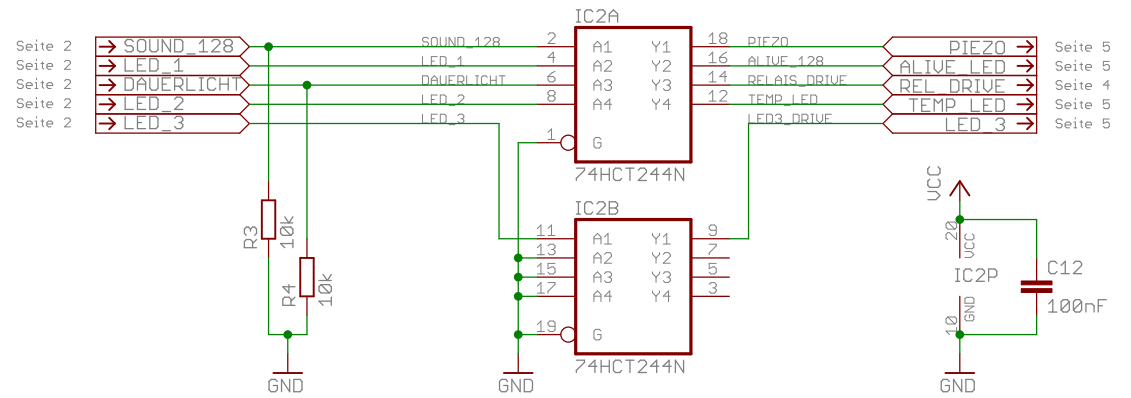 IC2A
Seite 2 SOUND_128 SOUND_128 2 A1 Y1 18 PIEZO PIEZO Seite 5
Seite 2 LED_1 LED_1 4 A2 Y2 16 ALIVE_128 ALIVE_LED Seite 5
Seite 2 DAUERLICHT DAUERLICHT 6 A3 Y3 14 RELAIS_DRIVE REL_DRIVE Seite 4
Seite 2 LED_2 LED_2 8 A4 Y4 12 TEMP_LED TEMP_LED Seite 5
Seite 2 LED_3 LED_3 LED3_DRIVE LED_3 Seite 5
1 G
74HCT244N
VCC
IC2B
R3 10k
11 A1 Y1 9
20 VCC
13 A2 Y2 7
15 A3 Y3 5
IC2P
C12
R4 10k
17 A4 Y4 3
100nF
10 GND
19 G
74HCT244N
GND
GND
GND